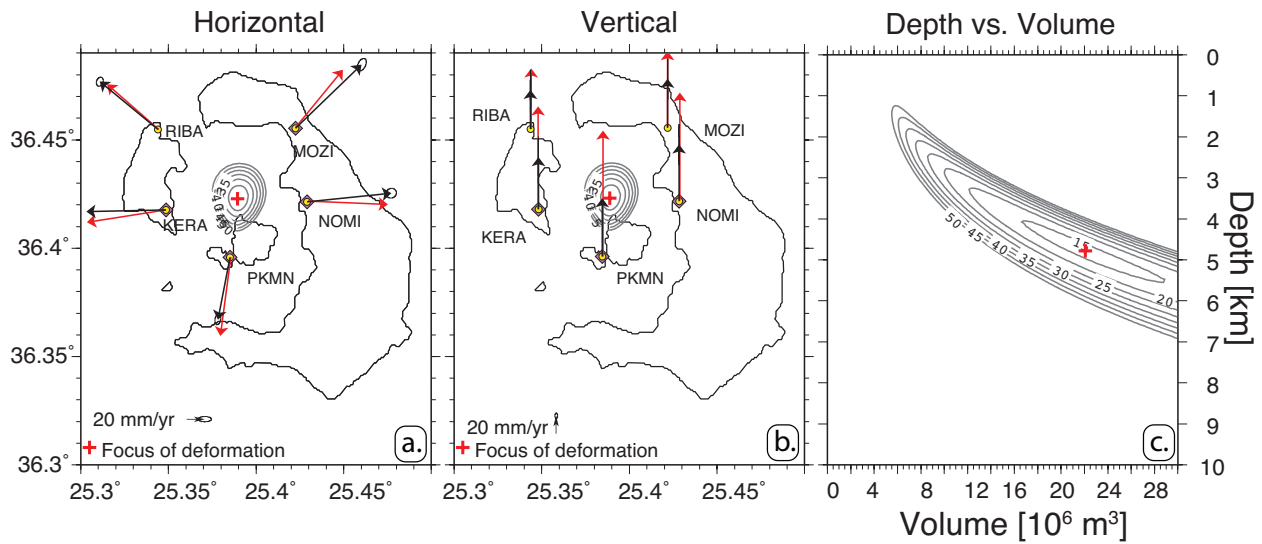 Horizontal
Vertical
Depth vs. Volume
36.45˚
36.4˚
36.35˚
36.3˚
25.3˚
25.35˚
25.4˚
25.45˚
RIBA
MOZI
KERA
NOMI
PKMN
35
20 mm/yr
+ Focus of deformation
a.
25.3˚
25.35˚
25.4˚
25.45˚
RIBA
MOZI
KERA
NOMI
PKMN
35
20 mm/yr
+ Focus of deformation
b.
0
1
2
3
4
5
6
7
8
9
10
Depth [km]
50
45
40
35
30
25
20
15
c.
0
4
8
12
16
22
24
28
Volume [10⁶ m³]